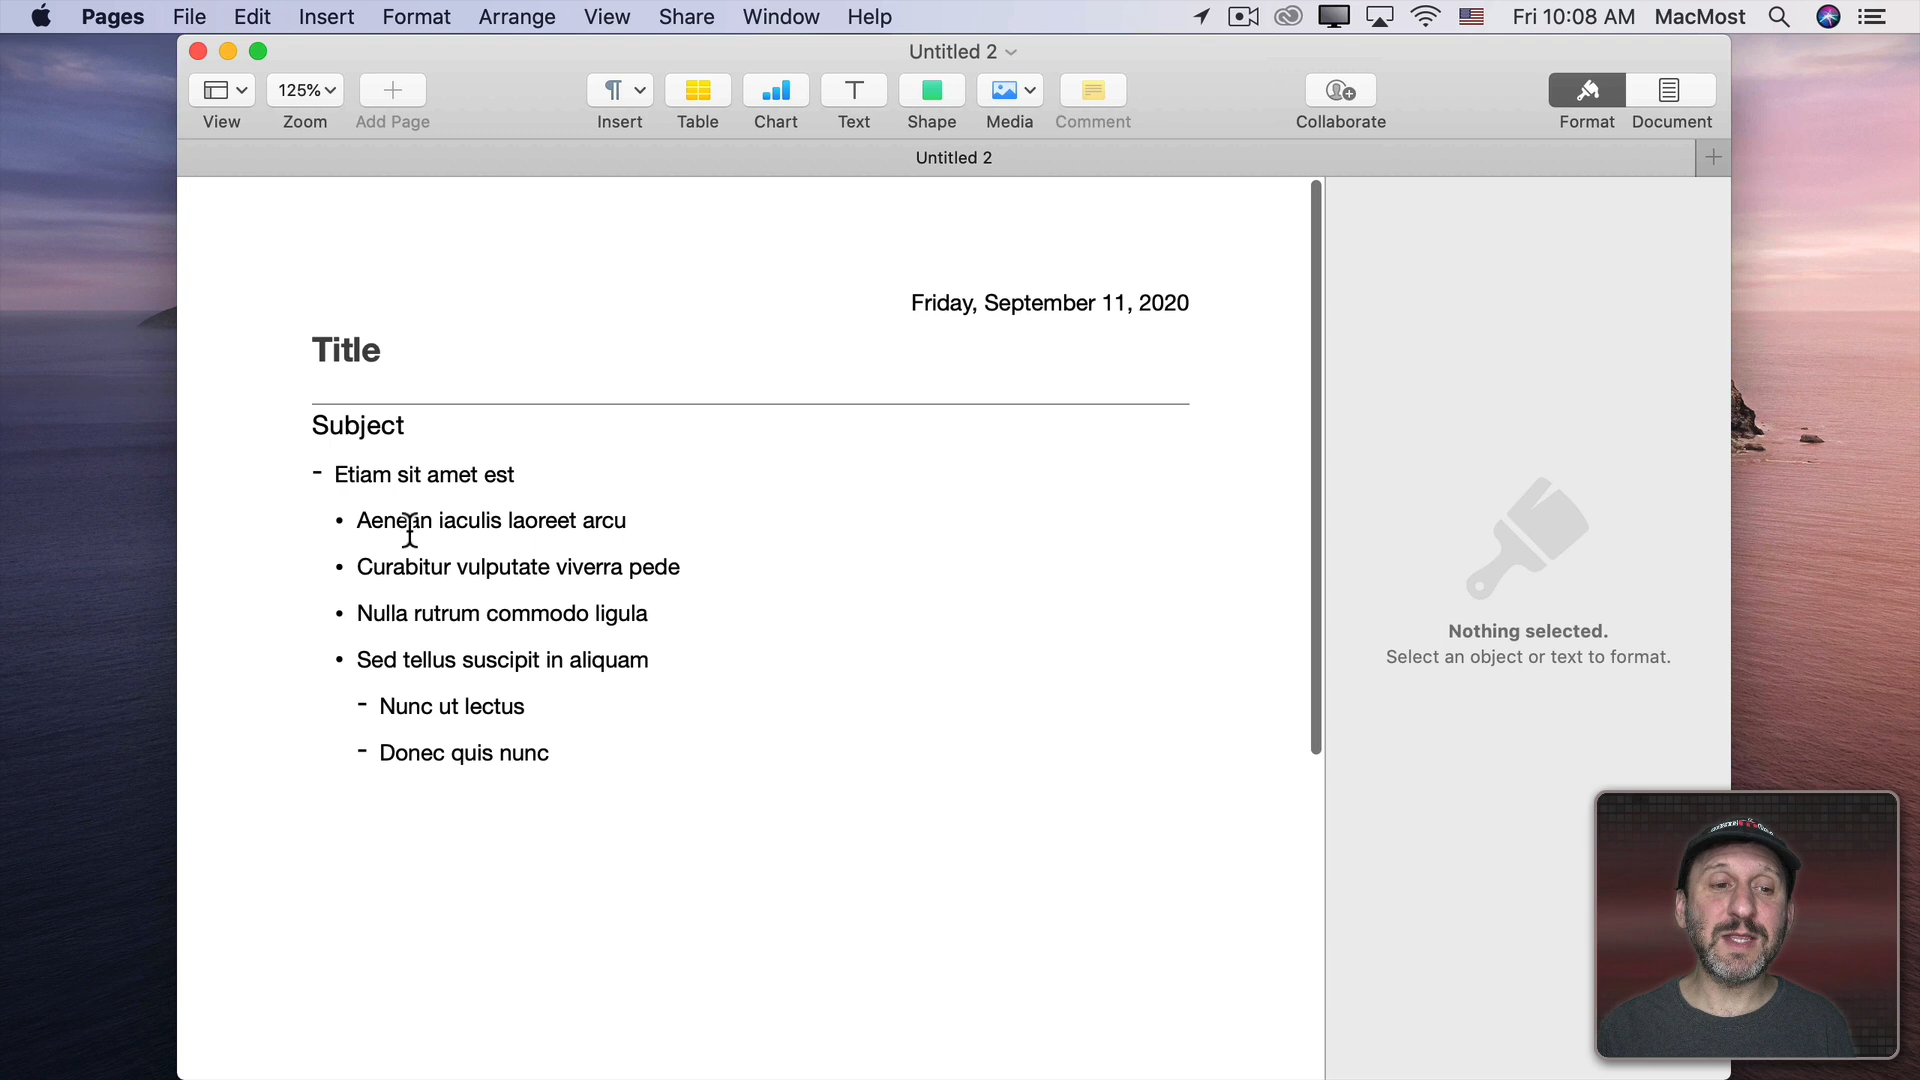 Pages File Edit Insert Format Arrange View Share Window Help Fri 10:08 AM MacMost
Untitled 2
125%
View Zoom Add Page Insert Table Chart Text Shape Media Comment Collaborate Format Document
Untitled 2
Friday, September 11, 2020
Title
Subject
- Etiam sit amet est
• Aenean iaculis laoreet arcu
• Curabitur vulputate viverra pede
• Nulla rutrum commodo ligula
• Sed tellus suscipit in aliquam
- Nunc ut lectus
- Donec quis nunc
Nothing selected.
Select an object or text to format.